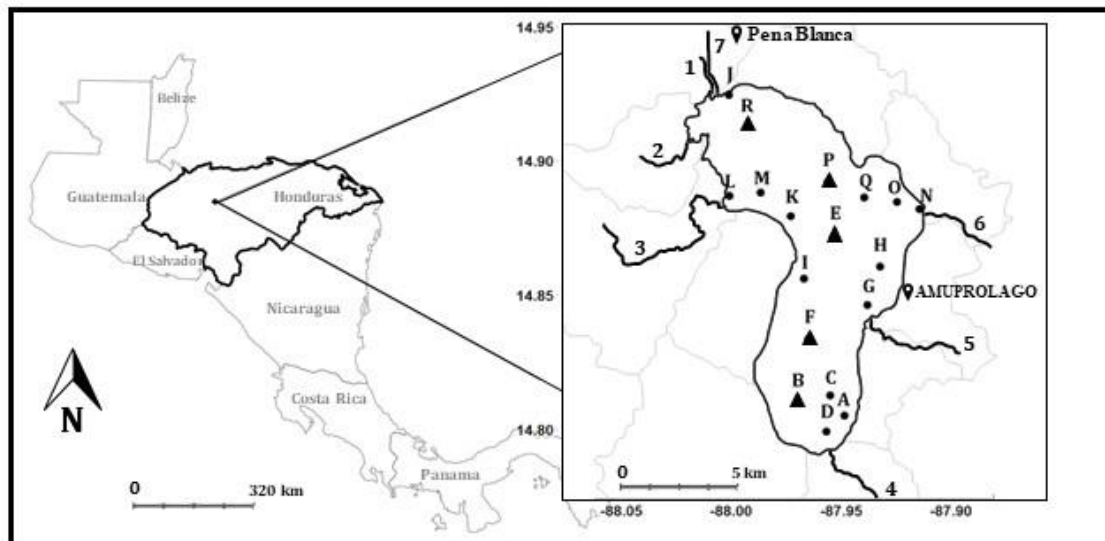 14.95
7
Pena Blanca
1
J
R
14.90
2
P
L
M
Q
O
N
K
E
6
3
H
14.85
I
G
AMUPROLAGO
F
5
B
C
A
D
14.80
0
5 km
4
-88.05
-88.00
-87.95
-87.90
Belize
Guatemala
Honduras
El Salvador
Nicaragua
Costa Rica
Panama
N
0
320 km